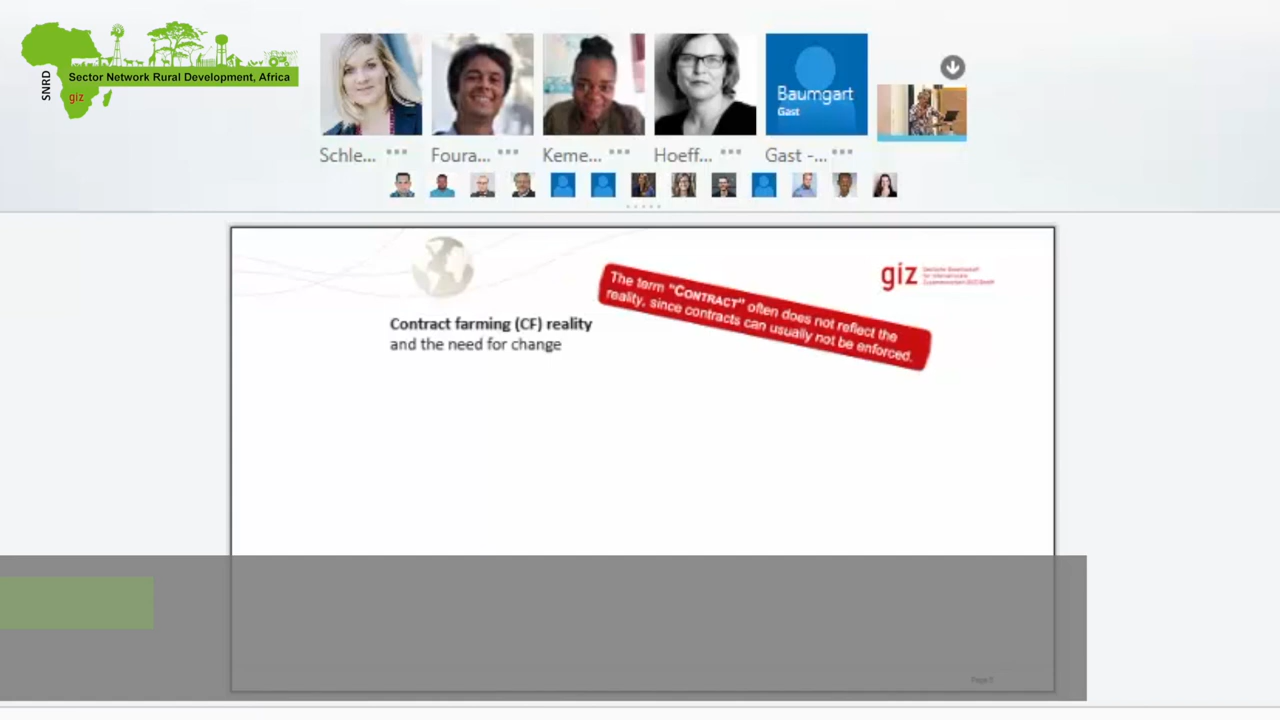 SNRD
Sector Network Rural Development, Africa
giz
Baumgart
Gast
Schle...
Foura...
Keme...
Hoeff...
Gast -...
giz
The term "CONTRACT" often does not reflect the
reality, since contracts can usually not be enforced.
Contract farming (CF) reality
and the need for change